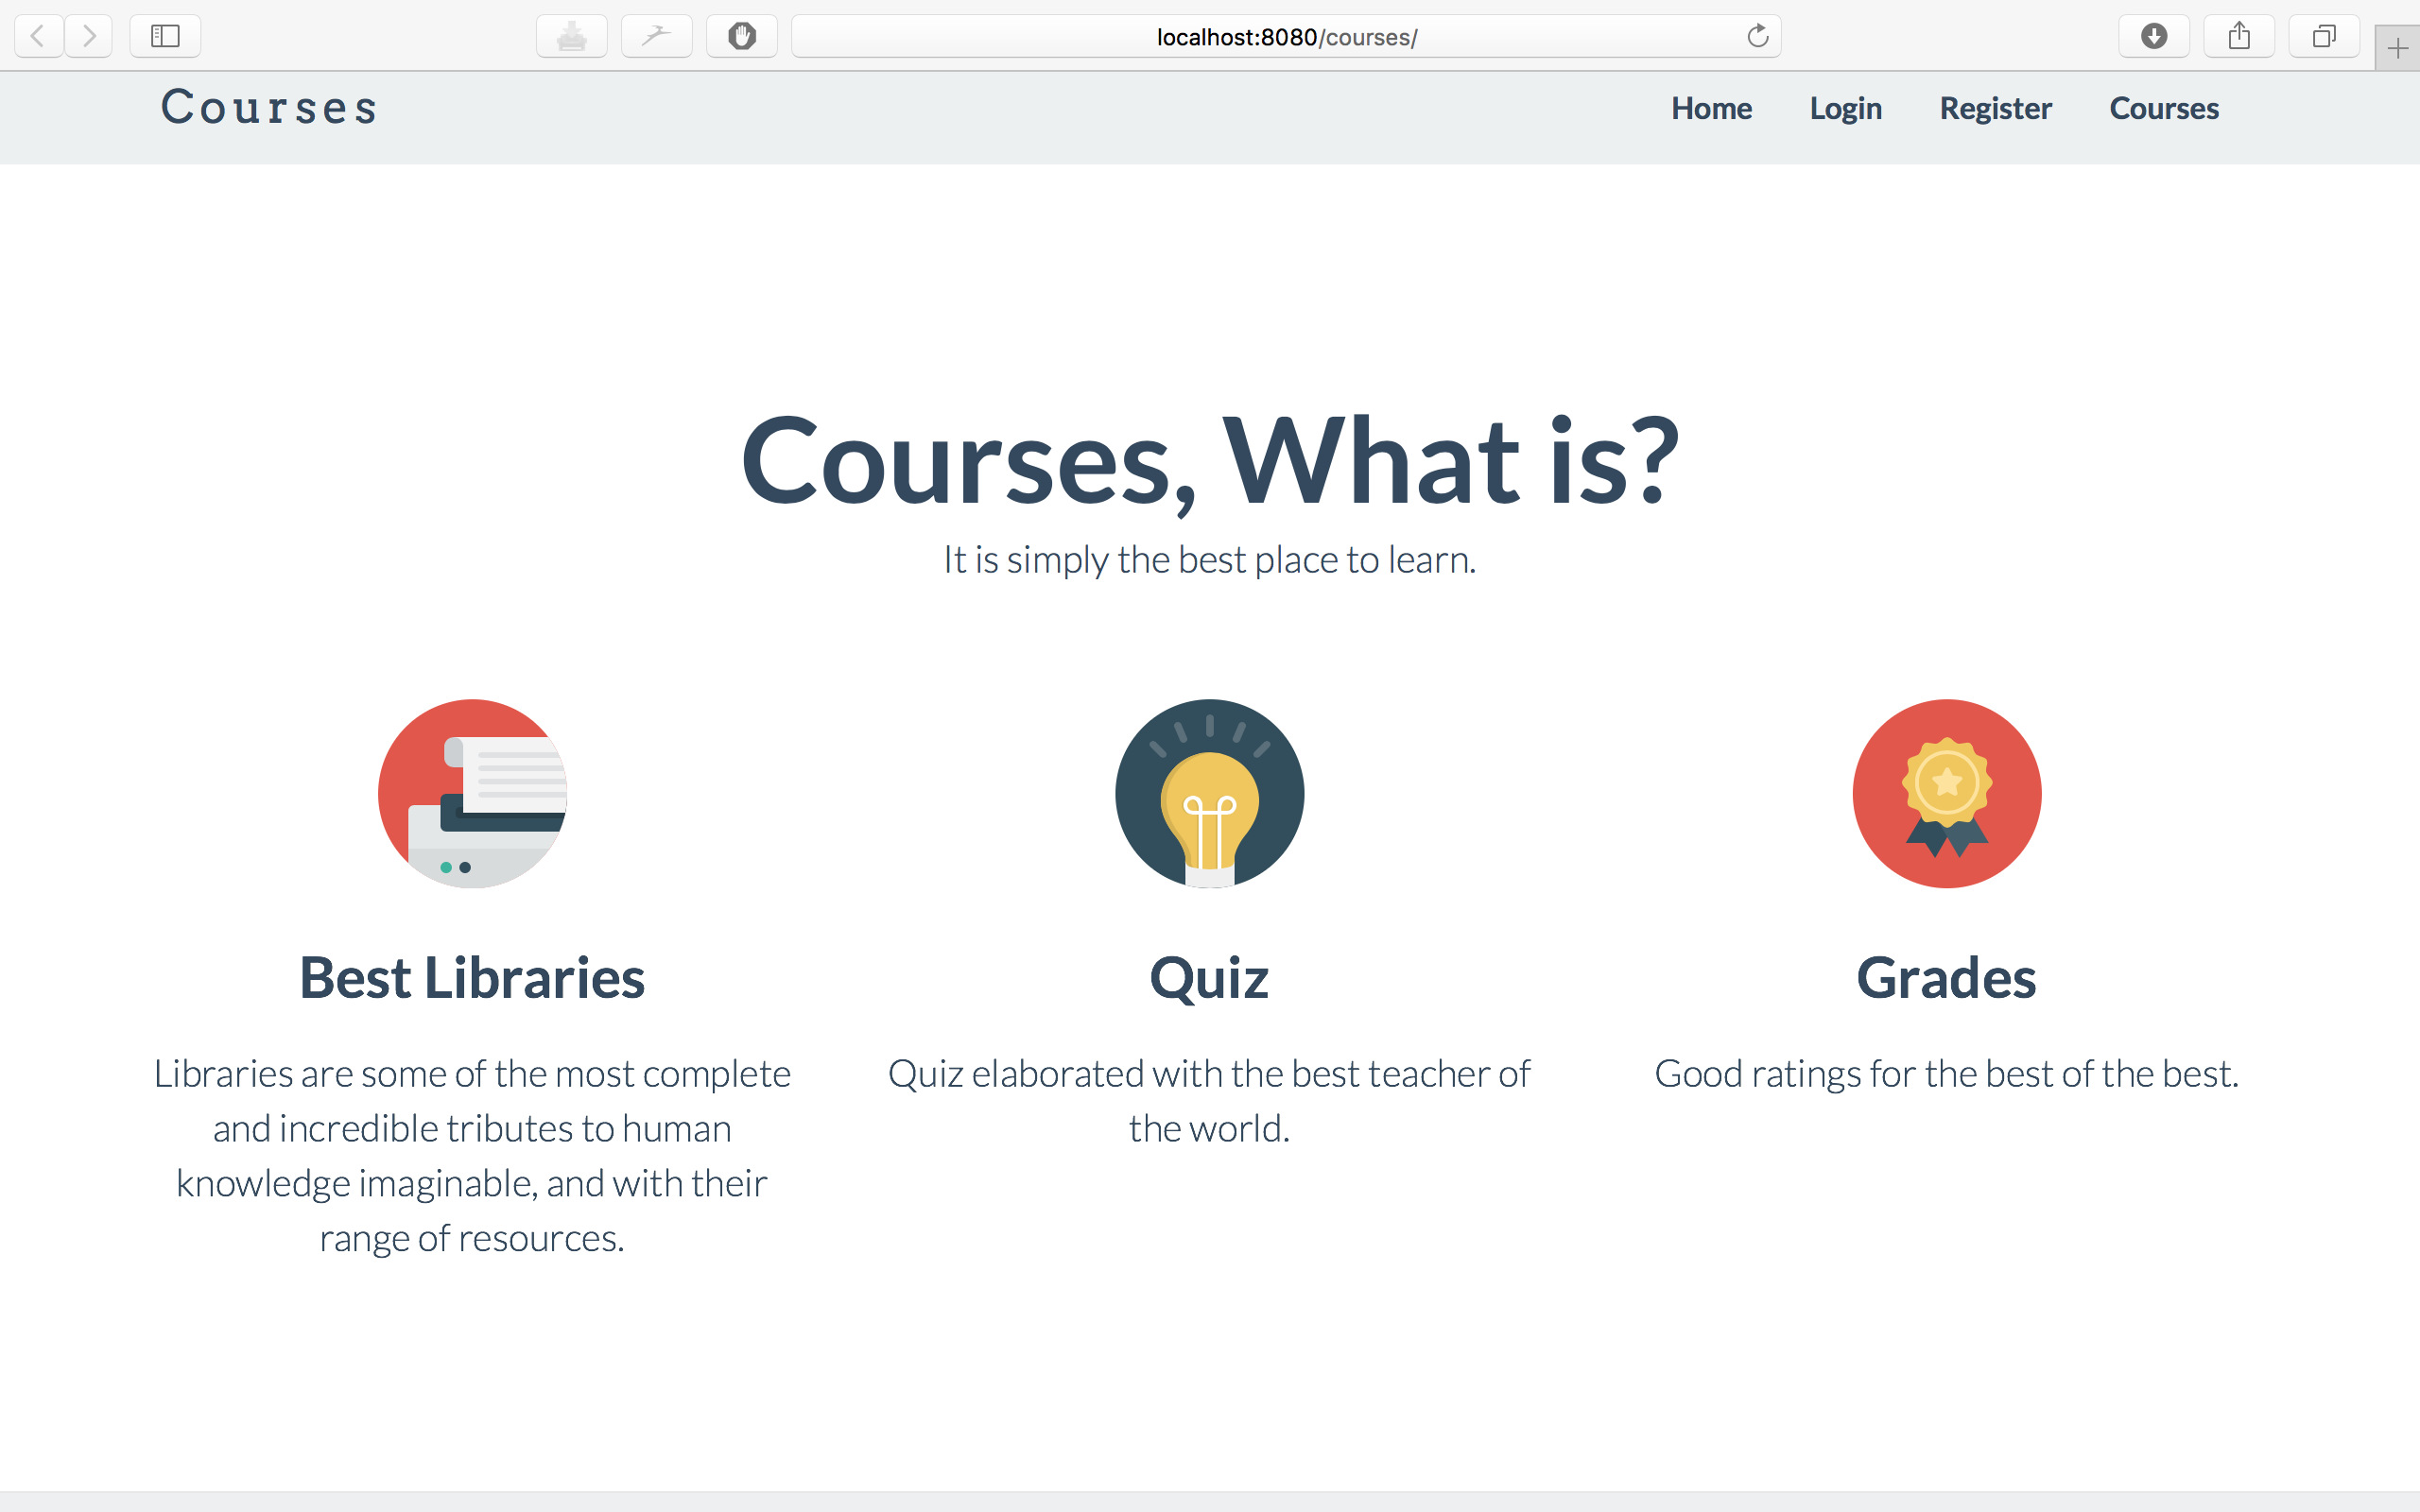 localhost:8080/courses/
Courses
Home Login Register Courses
Courses, What is?
It is simply the best place to learn.
Best Libraries
Libraries are some of the most complete
and incredible tributes to human
knowledge imaginable, and with their
range of resources.
Quiz
Quiz elaborated with the best teacher of
the world.
Grades
Good ratings for the best of the best.